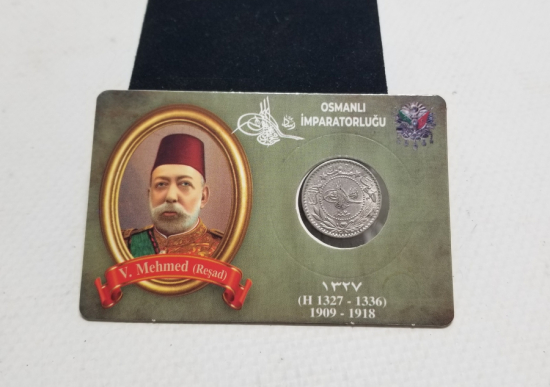 OSMANLI
İMPARATORLUĞU
V. Mehmed (Reşad)
١٣٢٧
(H 1327 - 1336)
1909 - 1918